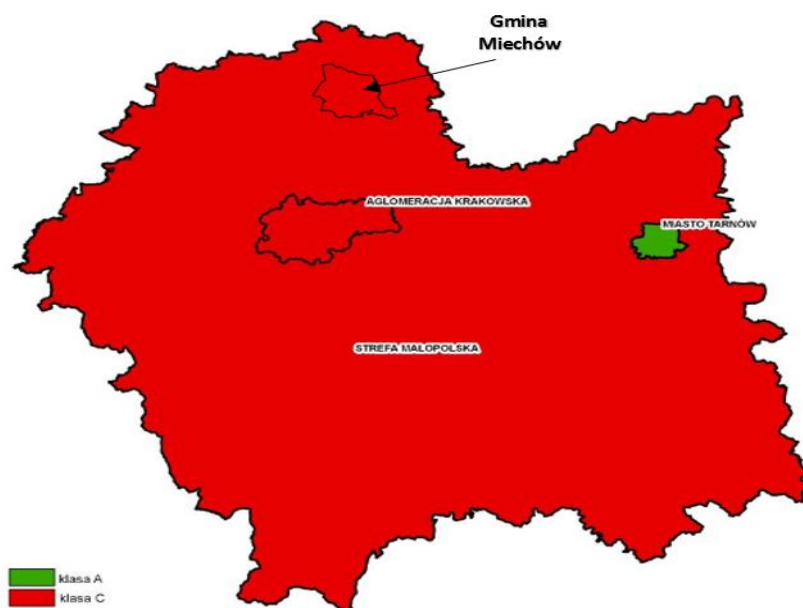 Gmina
Miechów
AGLOMERACJA KRAKOWSKA
MIASTO TARNÓW
STREFA MAŁOPOLSKA
klasa A
klasa C